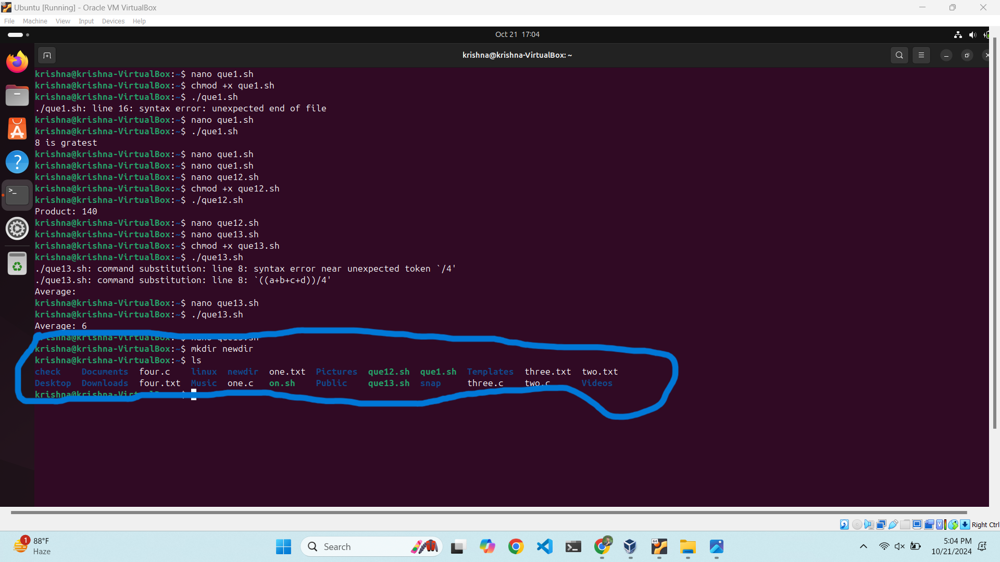 Ubuntu [Running] - Oracle VM VirtualBox
File Machine View Input Devices Help
Oct 21 17:04
krishna@krishna-VirtualBox: ~
krishna@krishna-VirtualBox:~$ nano que1.sh
krishna@krishna-VirtualBox:~$ chmod +x que1.sh
krishna@krishna-VirtualBox:~$ ./que1.sh
./que1.sh: line 16: syntax error: unexpected end of file
krishna@krishna-VirtualBox:~$ nano que1.sh
krishna@krishna-VirtualBox:~$ ./que1.sh
8 is gratest
krishna@krishna-VirtualBox:~$ nano que1.sh
krishna@krishna-VirtualBox:~$ nano que1.sh
krishna@krishna-VirtualBox:~$ nano que12.sh
krishna@krishna-VirtualBox:~$ chmod +x que12.sh
krishna@krishna-VirtualBox:~$ ./que12.sh
Product: 140
krishna@krishna-VirtualBox:~$ nano que12.sh
krishna@krishna-VirtualBox:~$ nano que13.sh
krishna@krishna-VirtualBox:~$ chmod +x que13.sh
krishna@krishna-VirtualBox:~$ ./que13.sh
./que13.sh: command substitution: line 8: syntax error near unexpected token `/4'
./que13.sh: command substitution: line 8: `((a+b+c+d))/4'
Average:
krishna@krishna-VirtualBox:~$ nano que13.sh
krishna@krishna-VirtualBox:~$ ./que13.sh
Average: 6
krishna@krishna-VirtualBox:~$ nano que13.sh
krishna@krishna-VirtualBox:~$ mkdir newdir
krishna@krishna-VirtualBox:~$ ls
check Documents four.c linux newdir one.txt Pictures que12.sh que1.sh Templates three.txt two.txt
Desktop Downloads four.txt Music one.c on.sh Public que13.sh snap three.c two.c Videos
krishna@krishna-VirtualBox:~$
Right Ctrl
1
88°F
Haze
Search
64
5:04 PM
10/21/2024